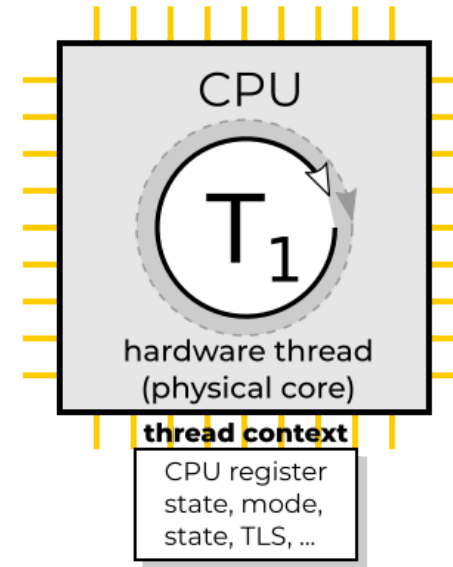 CPU
T1
hardware thread
(physical core)
thread context
CPU register
state, mode,
state, TLS, ...